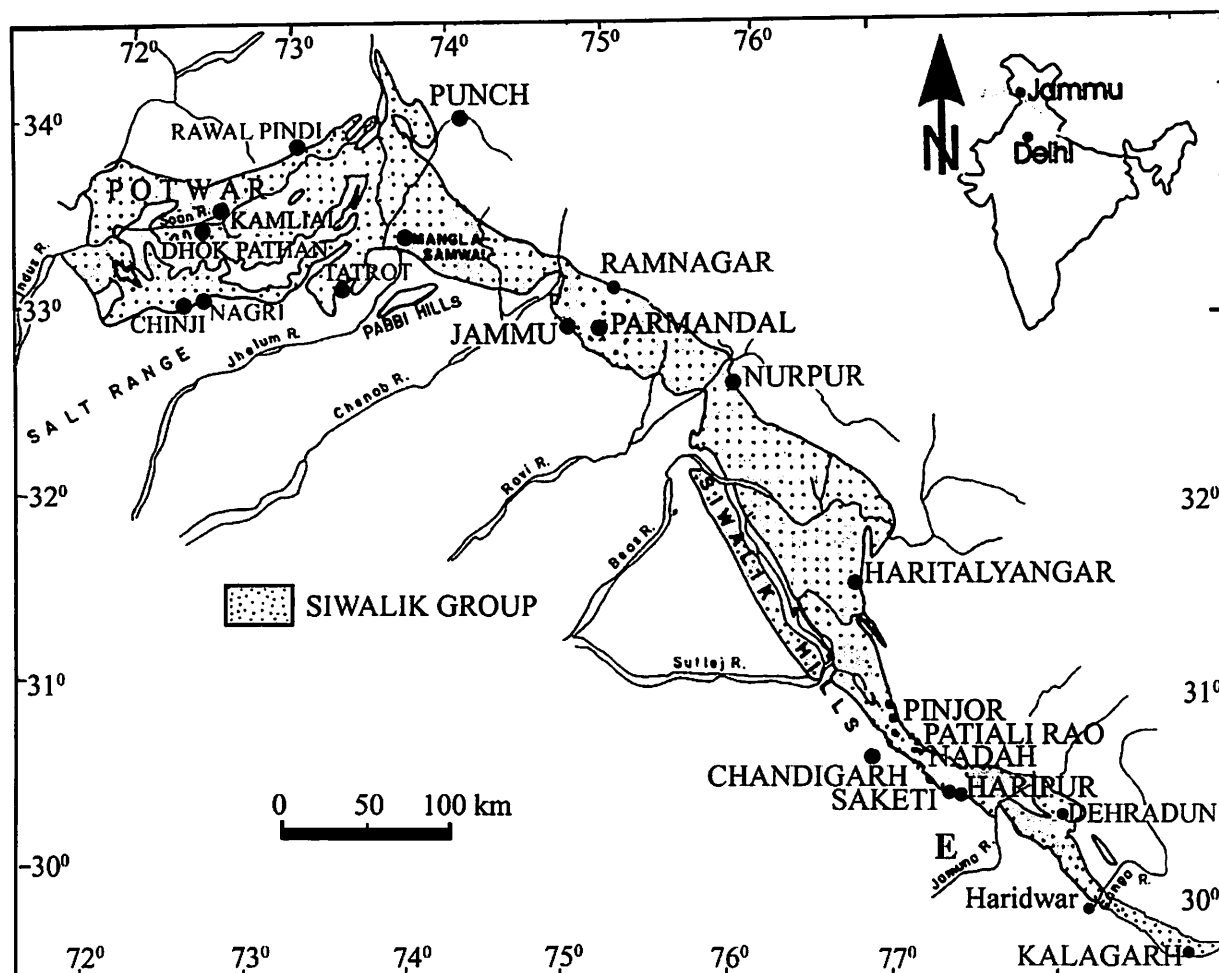 72⁰ 73⁰ 74⁰ 75⁰ 76⁰
34⁰
PUNCH
RAWAL PINDI
Jammu
Delhi
N
POTWAR
Soan R.
KAMLIAL
DHOK PATHAN
MANGLA
SAMWAL
Indus R.
TATROT
RAMNAGAR
33⁰
CHINJI
NAGRI
PABBI HILLS
JAMMU
PARMANDAL
SALT RANGE
Jhelum R.
NURPUR
Chenab R.
Ravi R.
32⁰
32⁰
SIWALIK HILLS
Beas R.
HARITALYANGAR
SIWALIK GROUP
Sutlej R.
31⁰
31⁰
PINJOR
PATIALI RAO
NADAH
CHANDIGARH
SAKETI
HARIPUR
0 50 100 km
DEHRADUN
E
Jamuna R.
30⁰
Ganga R.
Haridwar
30⁰
KALAGARH
72⁰ 73⁰ 74⁰ 75⁰ 76⁰ 77⁰